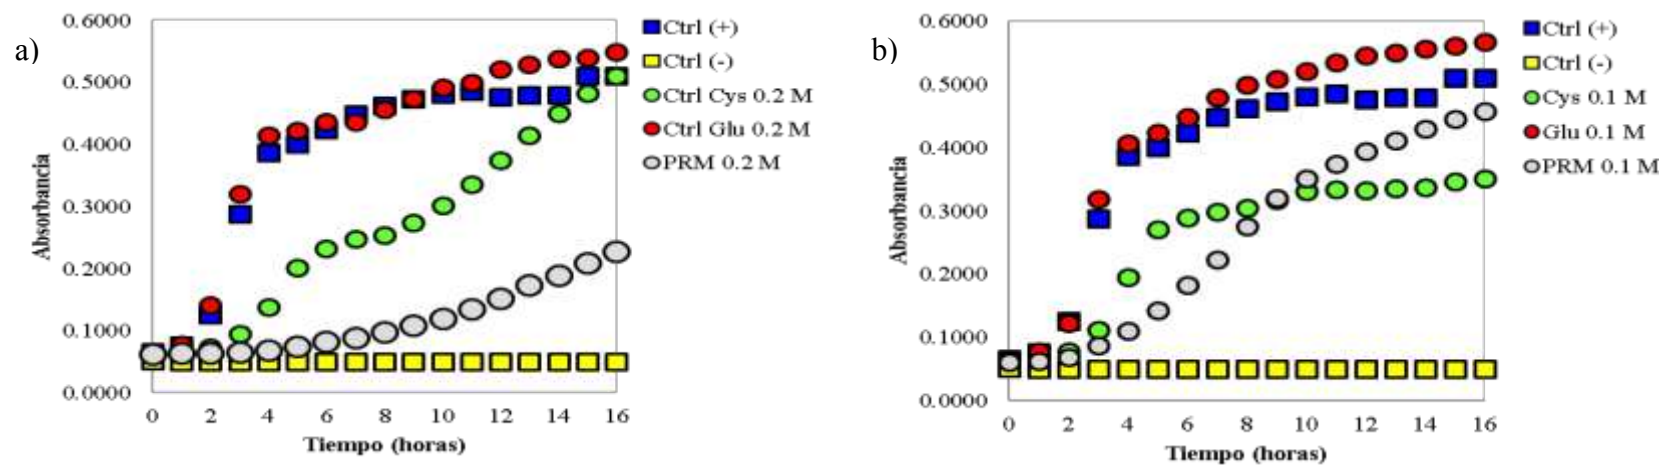 a)
Absorbancia
0.6000
0.5000
0.4000
0.3000
0.2000
0.1000
0.0000
0 2 4 6 8 10 12 14 16
Tiempo (horas)
Ctrl (+)
Ctrl (-)
Ctrl Cys 0.2 M
Ctrl Glu 0.2 M
PRM 0.2 M
b)
Absorbancia
0.6000
0.5000
0.4000
0.3000
0.2000
0.1000
0.0000
0 2 4 6 8 10 12 14 16
Tiempo (horas)
Ctrl (+)
Ctrl (-)
Cys 0.1 M
Glu 0.1 M
PRM 0.1 M